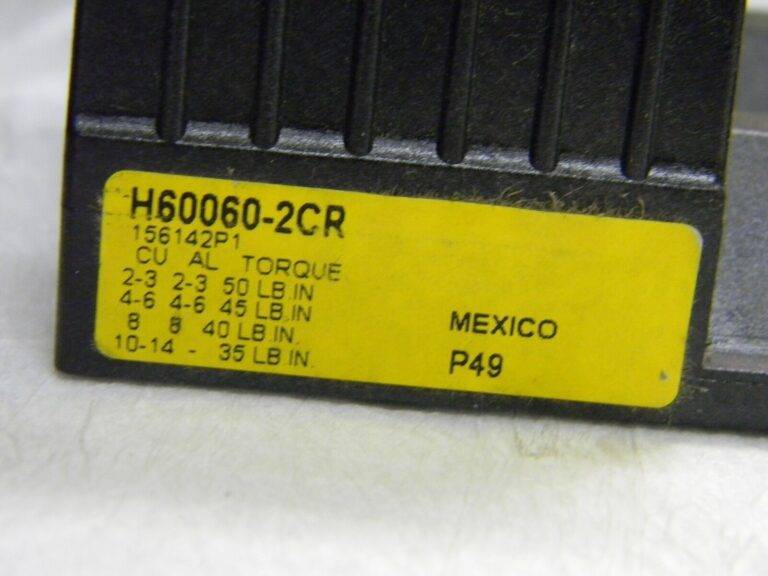 H60060-2CR
156142P1
CU AL TORQUE
2-3 2-3 50 LB.IN
4-6 4-6 45 LB.IN
8 8 40 LB.IN.
10-14 - 35 LB.IN.
MEXICO
P49